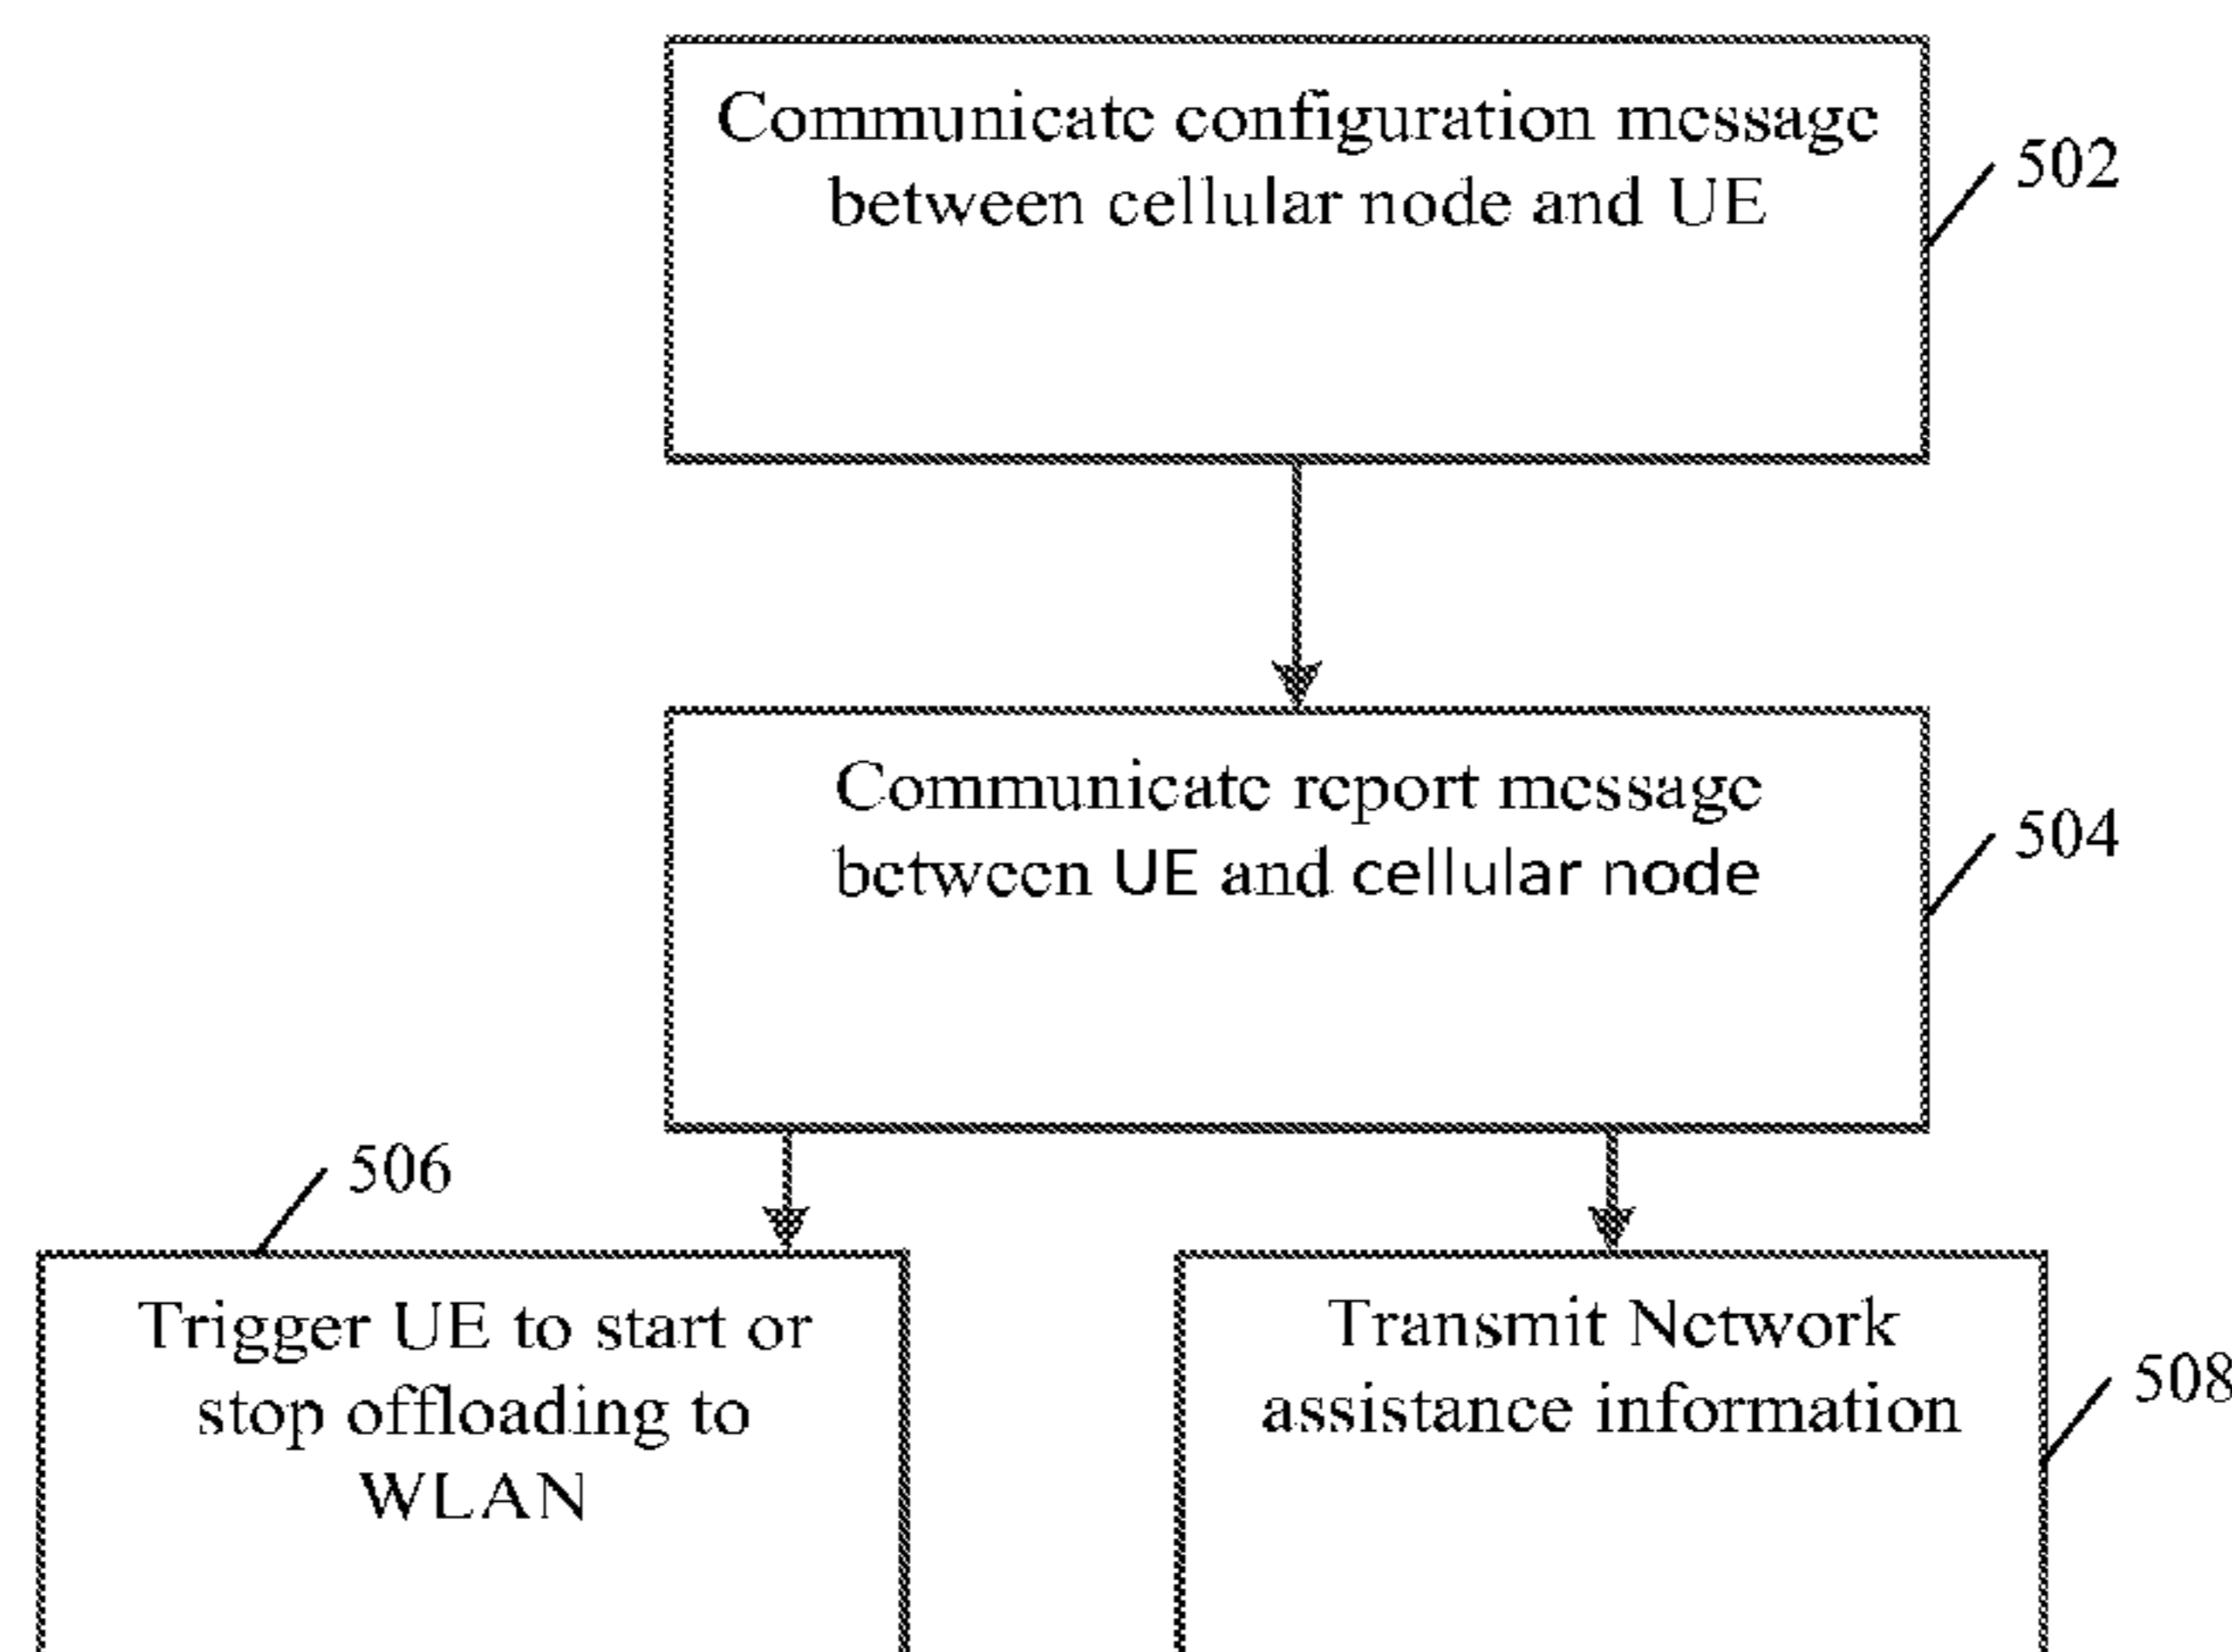 Communicate configuration message
between cellular node and UE
502
Communicate report message
between UE and cellular node
504
506
Trigger UE to start or
stop offloading to
WLAN
Transmit Network
assistance information
508